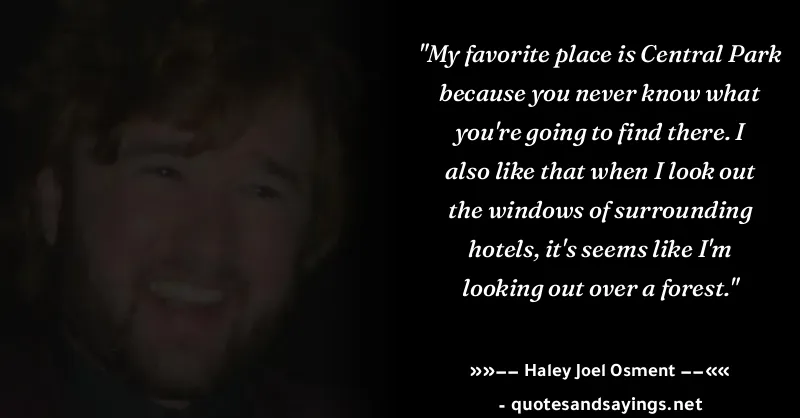 "My favorite place is Central Park
because you never know what
you're going to find there. I
also like that when I look out
the windows of surrounding
hotels, it's seems like I'm
looking out over a forest."
»»–– Haley Joel Osment ––««
- quotesandsayings.net